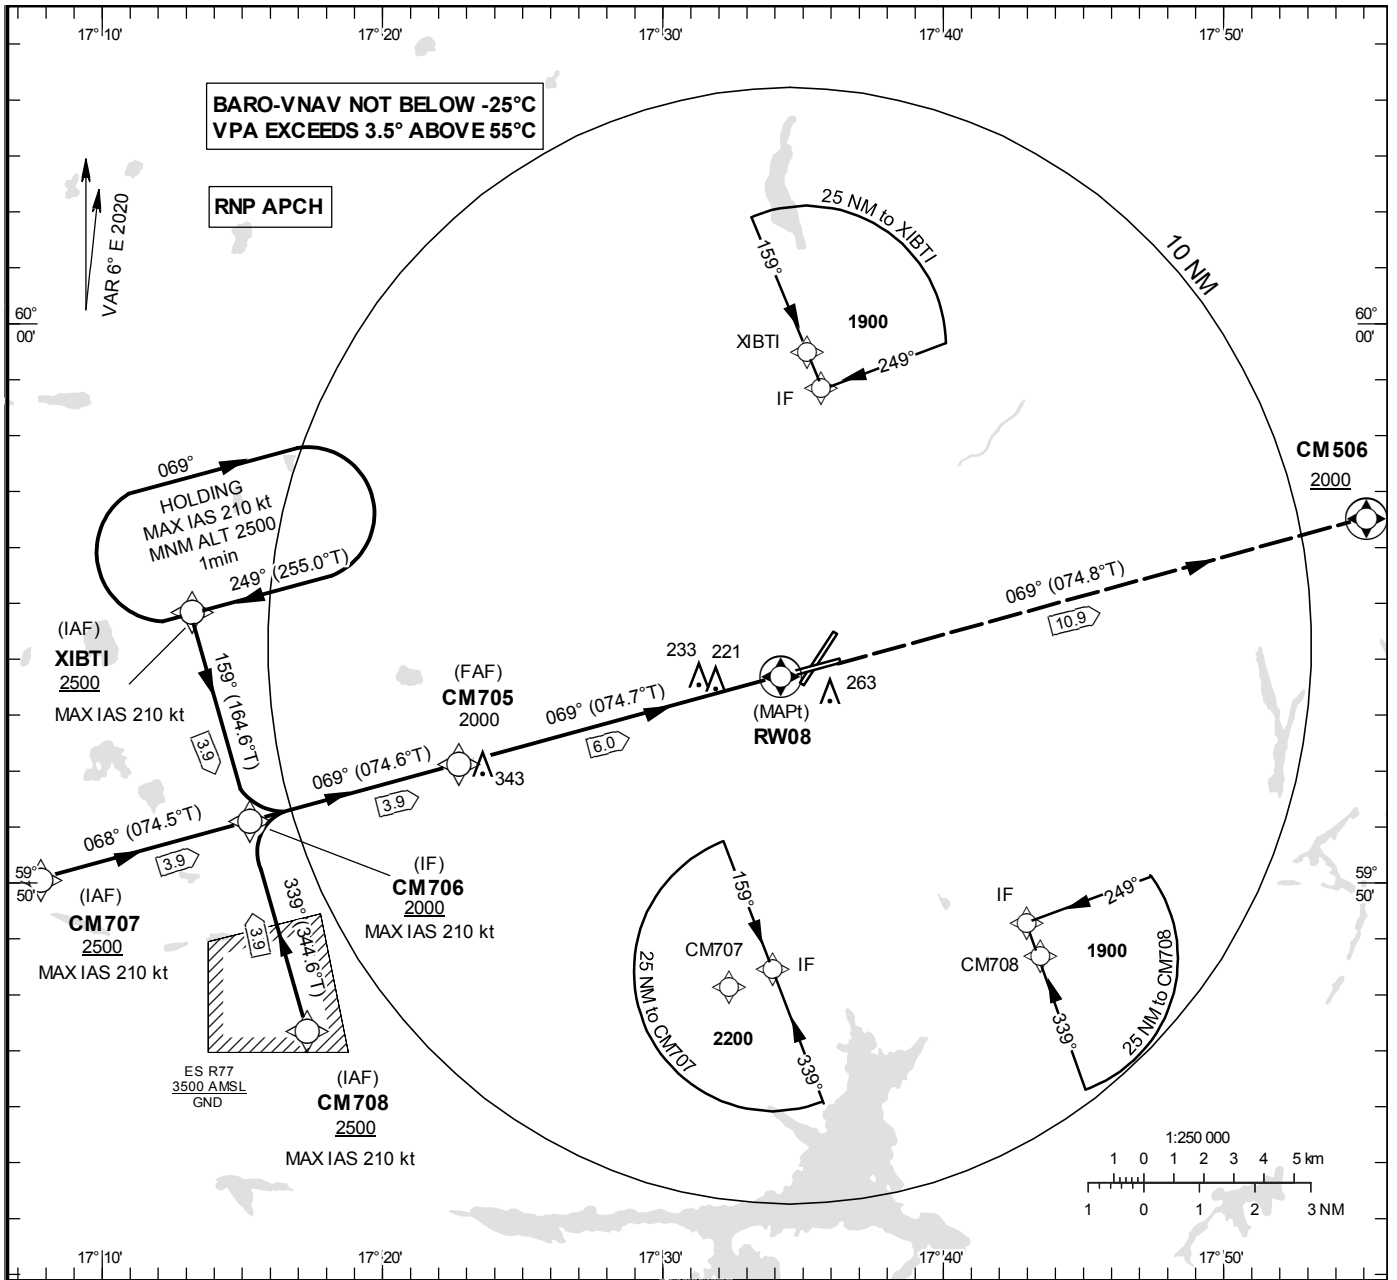 17°10'
17°20'
17°30'
17°40'
17°50'
BARO-VNAV NOT BELOW -25°C
VPA EXCEEDS 3.5° ABOVE 55°C
RNP APCH
VAR 6° E 2020
25 NM to XIBTI
10 NM
159°
1900
XIBTI
249°
IF
60°
00'
60°
00'
CM506
2000
069°
HOLDING
MAX IAS 210 kt
MNM ALT 2500
1min
249° (255.0°T)
(IAF)
XIBTI
2500
MAX IAS 210 kt
159° (164.6°T)
3.9
069° (074.8°T)
10.9
233
221
263
(MAPt)
RW08
(FAF)
CM705
2000
069° (074.7°T)
6.0
343
069° (074.6°T)
3.9
068° (074.5°T)
3.9
59°
50'
59°
50'
(IAF)
CM707
2500
MAX IAS 210 kt
(IF)
CM706
2000
MAX IAS 210 kt
339° (344.6°T)
3.9
ES R77
3500 AMSL
GND
(IAF)
CM708
2500
MAX IAS 210 kt
159°
CM707
IF
25 NM to CM707
2200
339°
IF
249°
CM708
1900
339°
25 NM to CM708
1:250 000
1 0 1 2 3 4 5 km
1 0 1 2 3 NM
17°10'
17°20'
17°30'
17°40'
17°50'